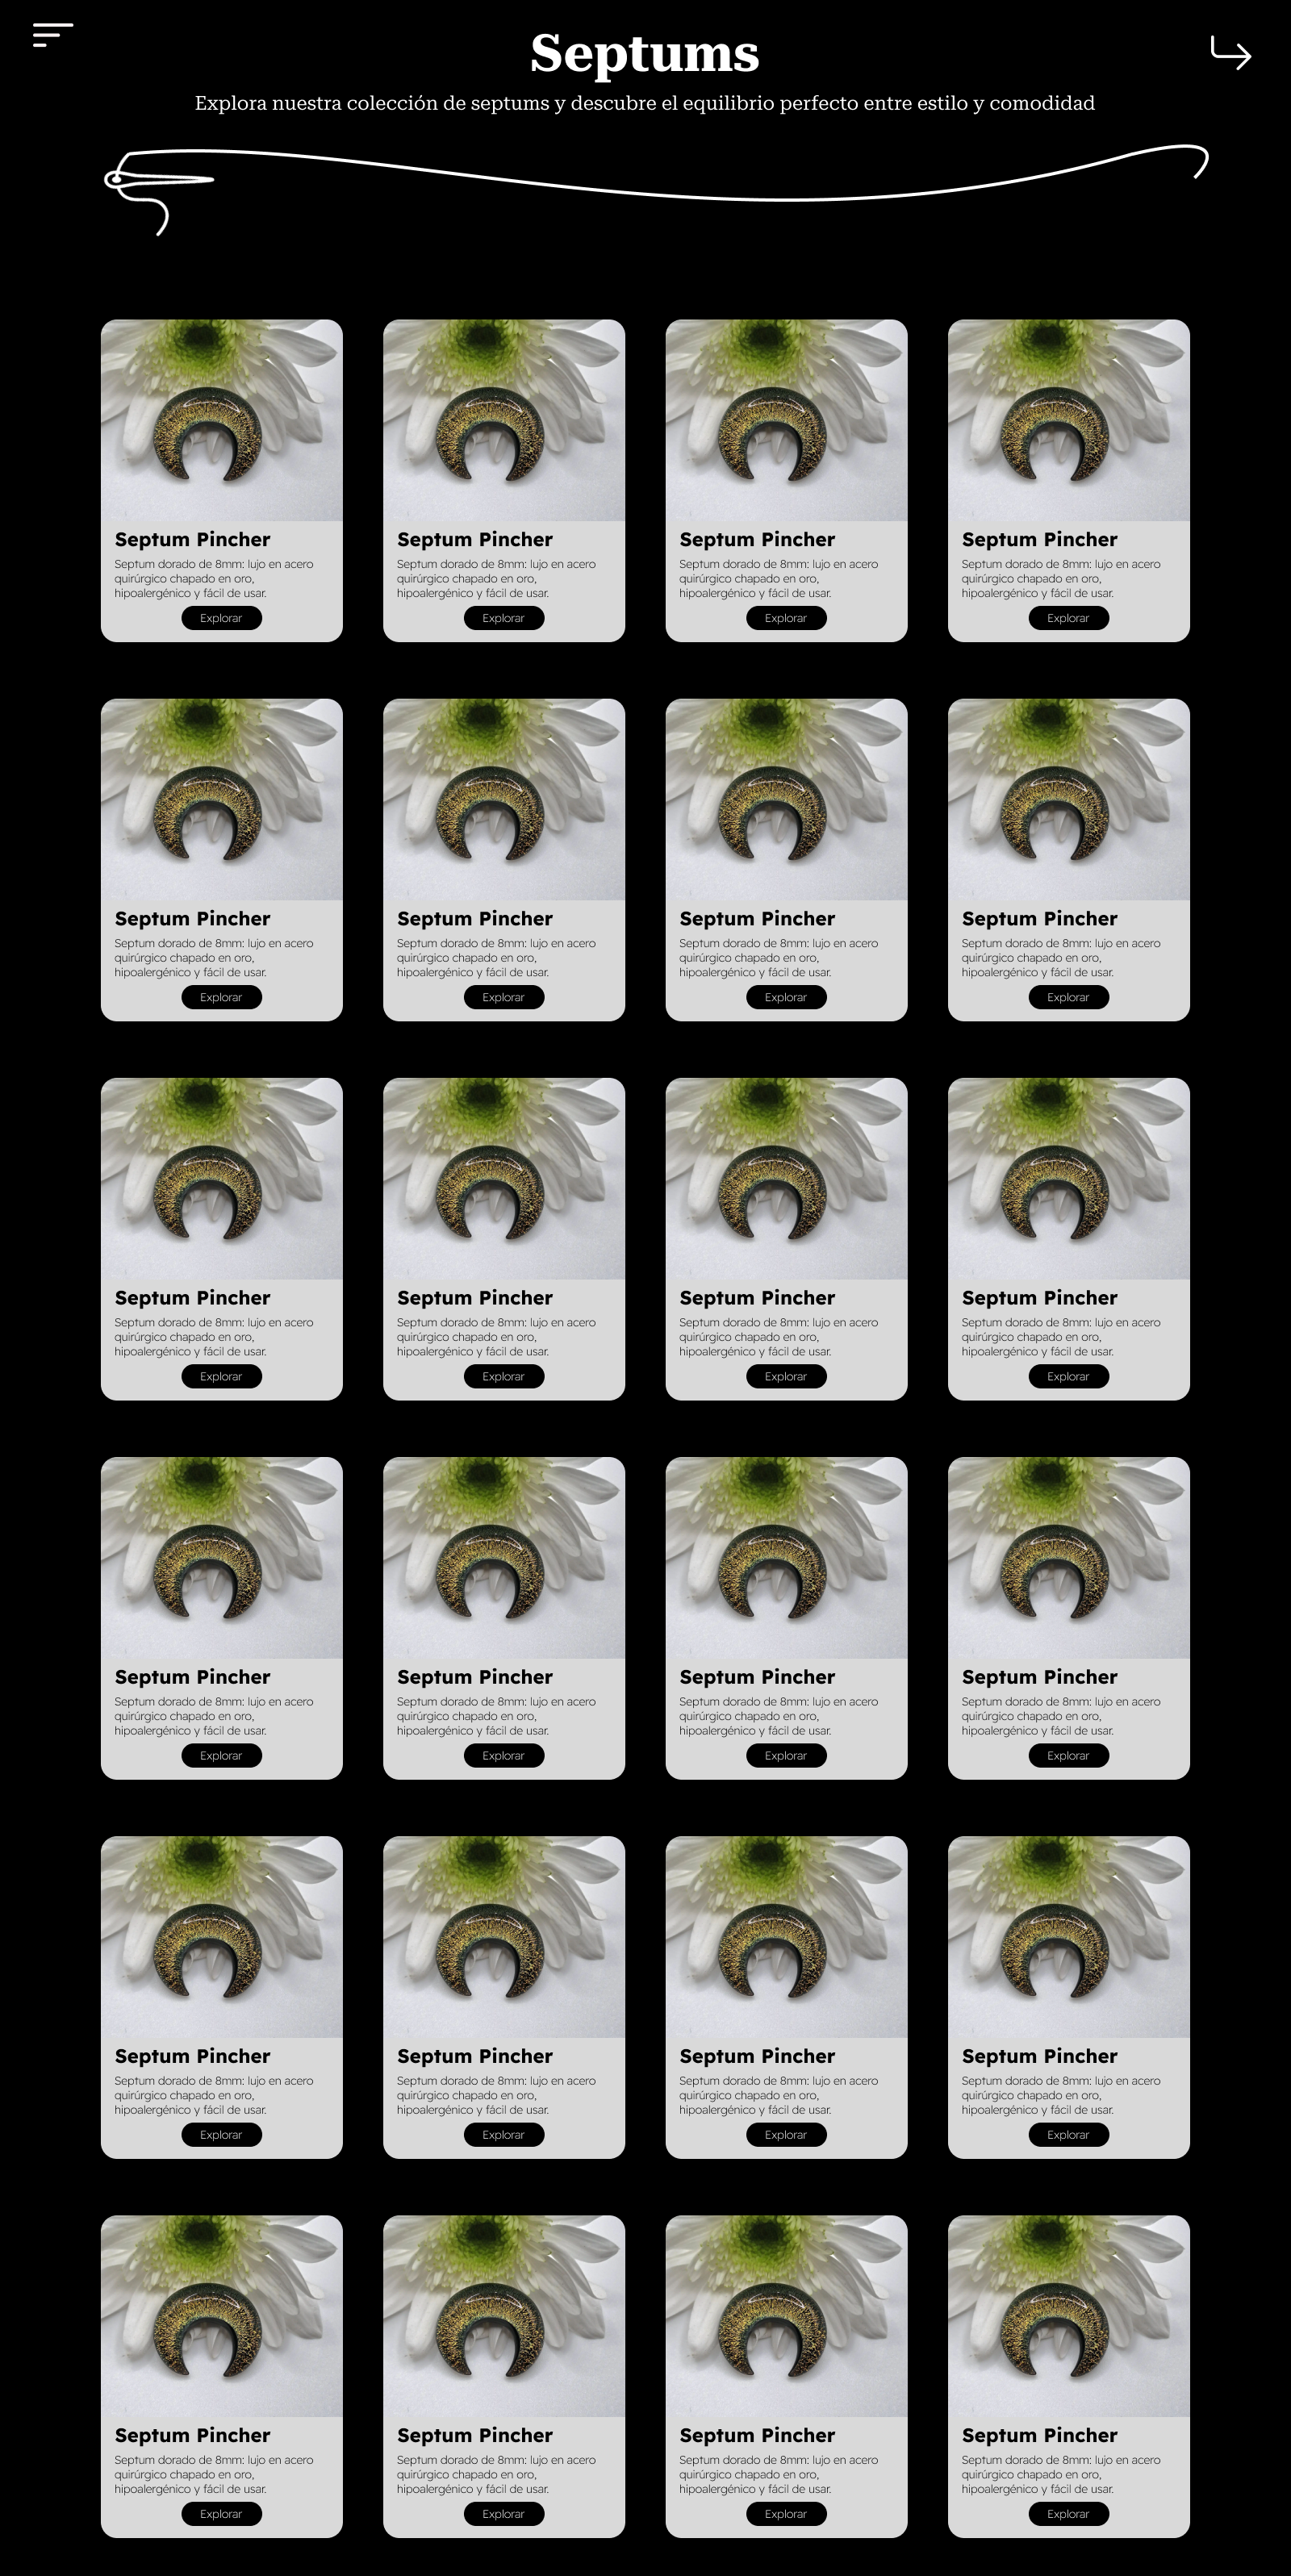 Septums
Explora nuestra colección de septums y descubre el equilibrio perfecto entre estilo y comodidad
Septum Pincher
Septum dorado de 8mm: lujo en acero
quirúrgico chapado en oro,
hipoalergénico y fácil de usar.
Explorar
Septum Pincher
Septum dorado de 8mm: lujo en acero
quirúrgico chapado en oro,
hipoalergénico y fácil de usar.
Explorar
Septum Pincher
Septum dorado de 8mm: lujo en acero
quirúrgico chapado en oro,
hipoalergénico y fácil de usar.
Explorar
Septum Pincher
Septum dorado de 8mm: lujo en acero
quirúrgico chapado en oro,
hipoalergénico y fácil de usar.
Explorar
Septum Pincher
Septum dorado de 8mm: lujo en acero
quirúrgico chapado en oro,
hipoalergénico y fácil de usar.
Explorar
Septum Pincher
Septum dorado de 8mm: lujo en acero
quirúrgico chapado en oro,
hipoalergénico y fácil de usar.
Explorar
Septum Pincher
Septum dorado de 8mm: lujo en acero
quirúrgico chapado en oro,
hipoalergénico y fácil de usar.
Explorar
Septum Pincher
Septum dorado de 8mm: lujo en acero
quirúrgico chapado en oro,
hipoalergénico y fácil de usar.
Explorar
Septum Pincher
Septum dorado de 8mm: lujo en acero
quirúrgico chapado en oro,
hipoalergénico y fácil de usar.
Explorar
Septum Pincher
Septum dorado de 8mm: lujo en acero
quirúrgico chapado en oro,
hipoalergénico y fácil de usar.
Explorar
Septum Pincher
Septum dorado de 8mm: lujo en acero
quirúrgico chapado en oro,
hipoalergénico y fácil de usar.
Explorar
Septum Pincher
Septum dorado de 8mm: lujo en acero
quirúrgico chapado en oro,
hipoalergénico y fácil de usar.
Explorar
Septum Pincher
Septum dorado de 8mm: lujo en acero
quirúrgico chapado en oro,
hipoalergénico y fácil de usar.
Explorar
Septum Pincher
Septum dorado de 8mm: lujo en acero
quirúrgico chapado en oro,
hipoalergénico y fácil de usar.
Explorar
Septum Pincher
Septum dorado de 8mm: lujo en acero
quirúrgico chapado en oro,
hipoalergénico y fácil de usar.
Explorar
Septum Pincher
Septum dorado de 8mm: lujo en acero
quirúrgico chapado en oro,
hipoalergénico y fácil de usar.
Explorar
Septum Pincher
Septum dorado de 8mm: lujo en acero
quirúrgico chapado en oro,
hipoalergénico y fácil de usar.
Explorar
Septum Pincher
Septum dorado de 8mm: lujo en acero
quirúrgico chapado en oro,
hipoalergénico y fácil de usar.
Explorar
Septum Pincher
Septum dorado de 8mm: lujo en acero
quirúrgico chapado en oro,
hipoalergénico y fácil de usar.
Explorar
Septum Pincher
Septum dorado de 8mm: lujo en acero
quirúrgico chapado en oro,
hipoalergénico y fácil de usar.
Explorar
Septum Pincher
Septum dorado de 8mm: lujo en acero
quirúrgico chapado en oro,
hipoalergénico y fácil de usar.
Explorar
Septum Pincher
Septum dorado de 8mm: lujo en acero
quirúrgico chapado en oro,
hipoalergénico y fácil de usar.
Explorar
Septum Pincher
Septum dorado de 8mm: lujo en acero
quirúrgico chapado en oro,
hipoalergénico y fácil de usar.
Explorar
Septum Pincher
Septum dorado de 8mm: lujo en acero
quirúrgico chapado en oro,
hipoalergénico y fácil de usar.
Explorar